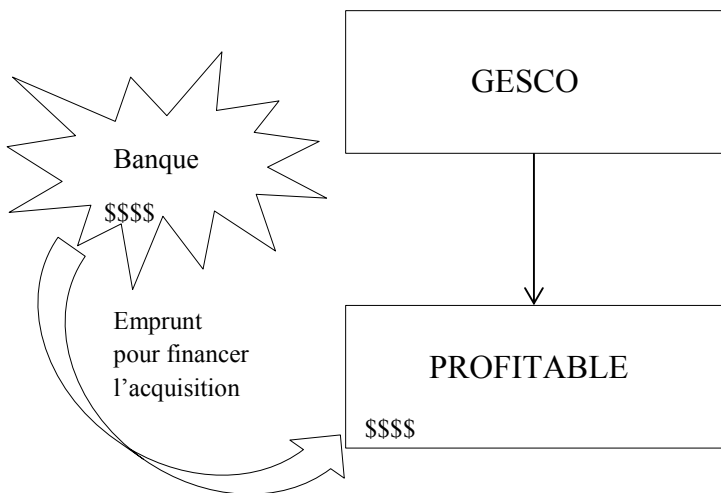 GESCO
Banque
$$$$
Emprunt
pour financer
l’acquisition
PROFITABLE
$$$$